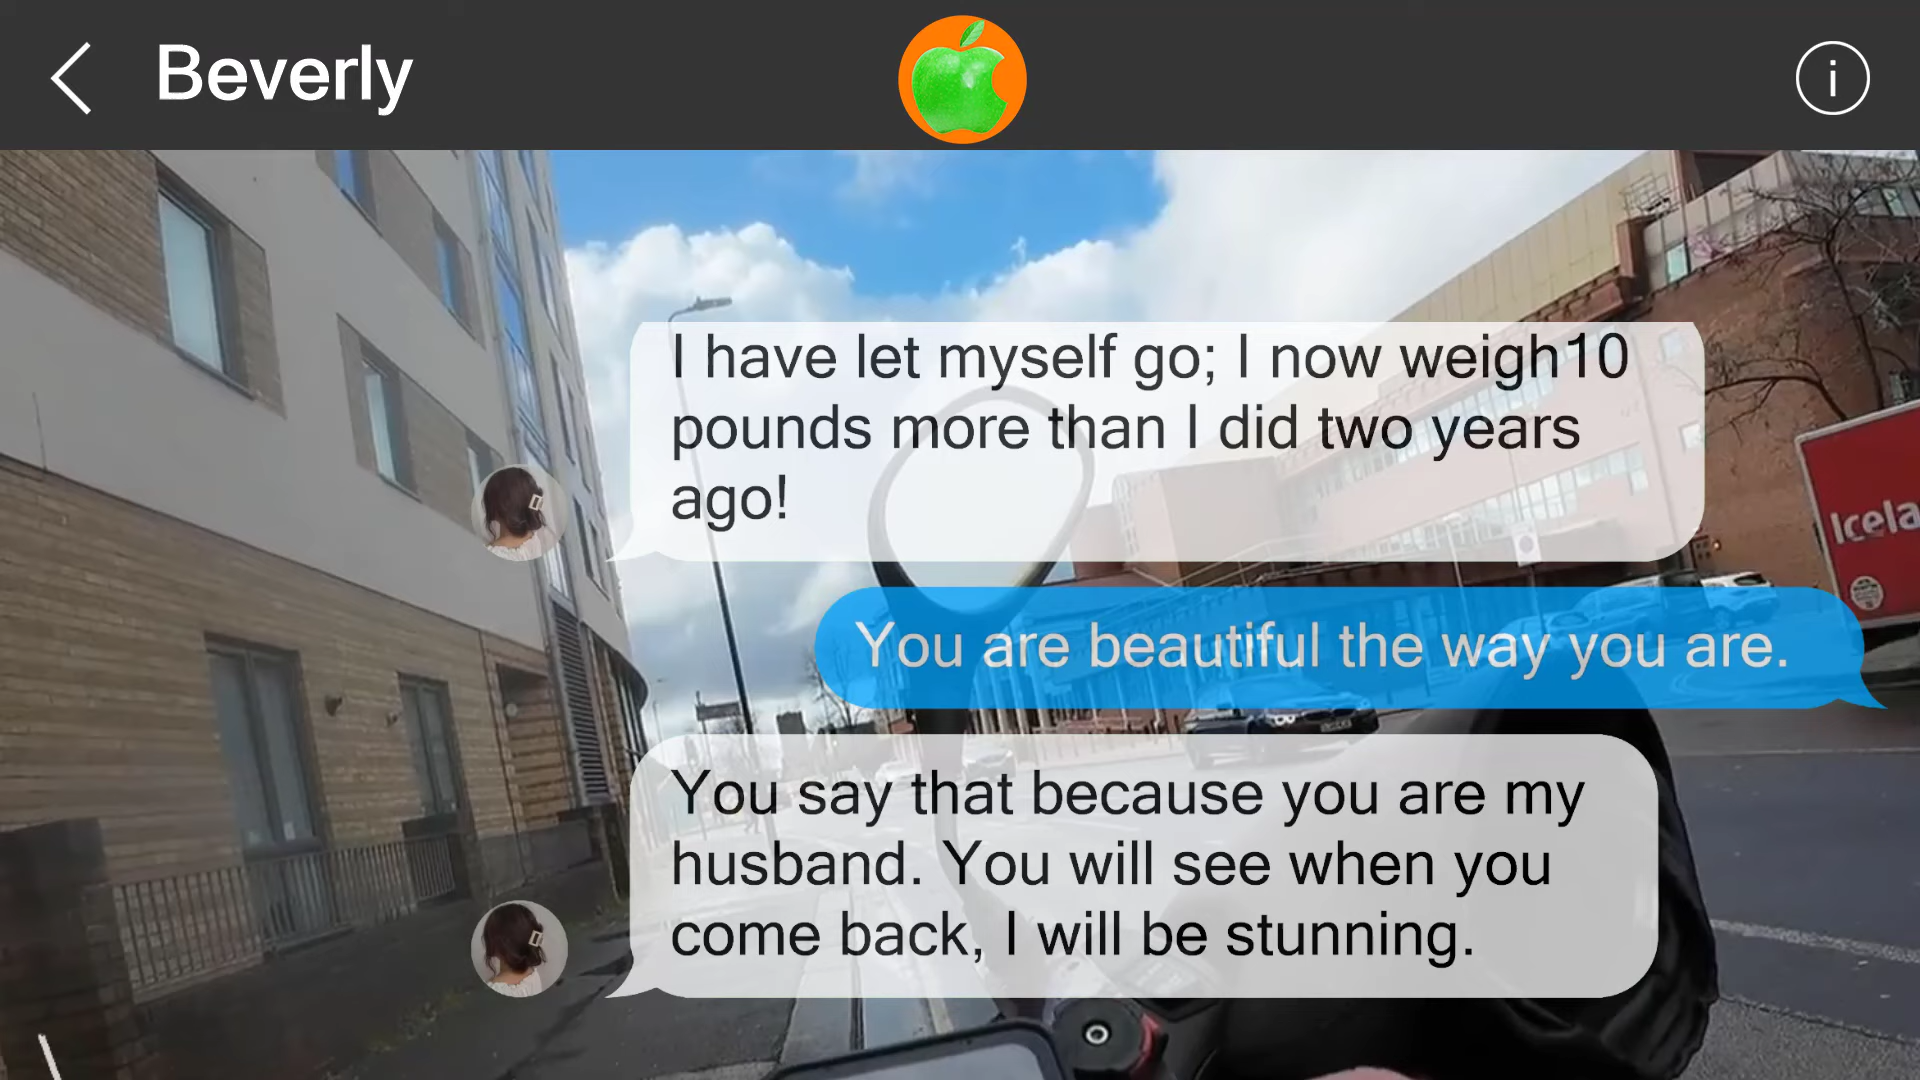 Beverly
i
I have let myself go; I now weigh10
pounds more than I did two years
ago!
You are beautiful the way you are.
You say that because you are my
husband. You will see when you
come back, I will be stunning.
Icela